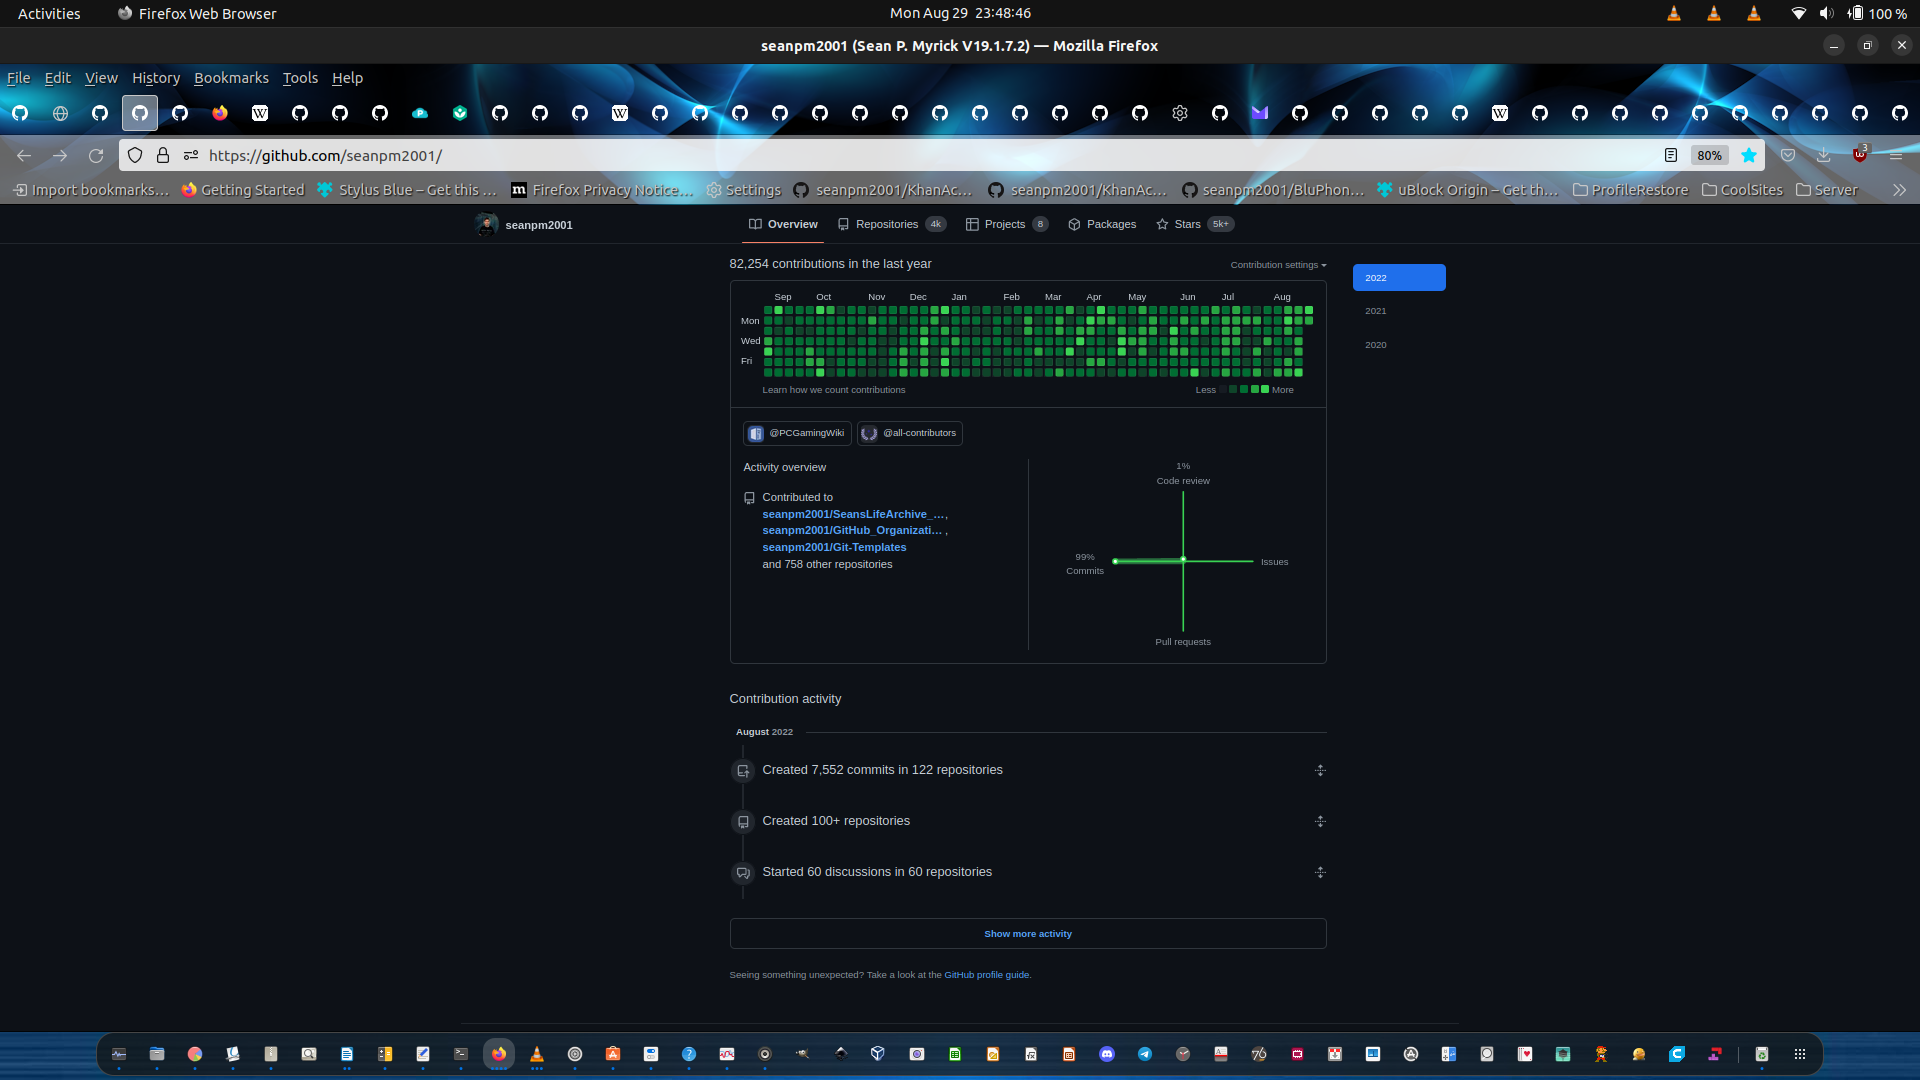 Activities
Firefox Web Browser
Mon Aug 29 23:48:46
100 %
seanpm2001 (Sean P. Myrick V19.1.7.2) — Mozilla Firefox
File Edit View History Bookmarks Tools Help
https://github.com/seanpm2001/
80%
3
Import bookmarks…
Getting Started
Stylus Blue – Get this …
Firefox Privacy Notice…
Settings
seanpm2001/KhanAc…
seanpm2001/KhanAc…
seanpm2001/BluPhon…
uBlock Origin – Get th…
ProfileRestore
CoolSites
Server
seanpm2001
Overview
Repositories 4k
Projects 8
Packages
Stars 5k+
82,254 contributions in the last year
Contribution settings
2022
2021
2020
Sep Oct Nov Dec Jan Feb Mar Apr May Jun Jul Aug
Mon
Wed
Fri
Learn how we count contributions
Less More
@PCGamingWiki
@all-contributors
Activity overview
Contributed to
seanpm2001/SeansLifeArchive_…,
seanpm2001/GitHub_Organizati… ,
seanpm2001/Git-Templates
and 758 other repositories
1%
Code review
99%
Commits
Issues
Pull requests
Contribution activity
August 2022
Created 7,552 commits in 122 repositories
Created 100+ repositories
Started 60 discussions in 60 repositories
Show more activity
Seeing something unexpected? Take a look at the GitHub profile guide.